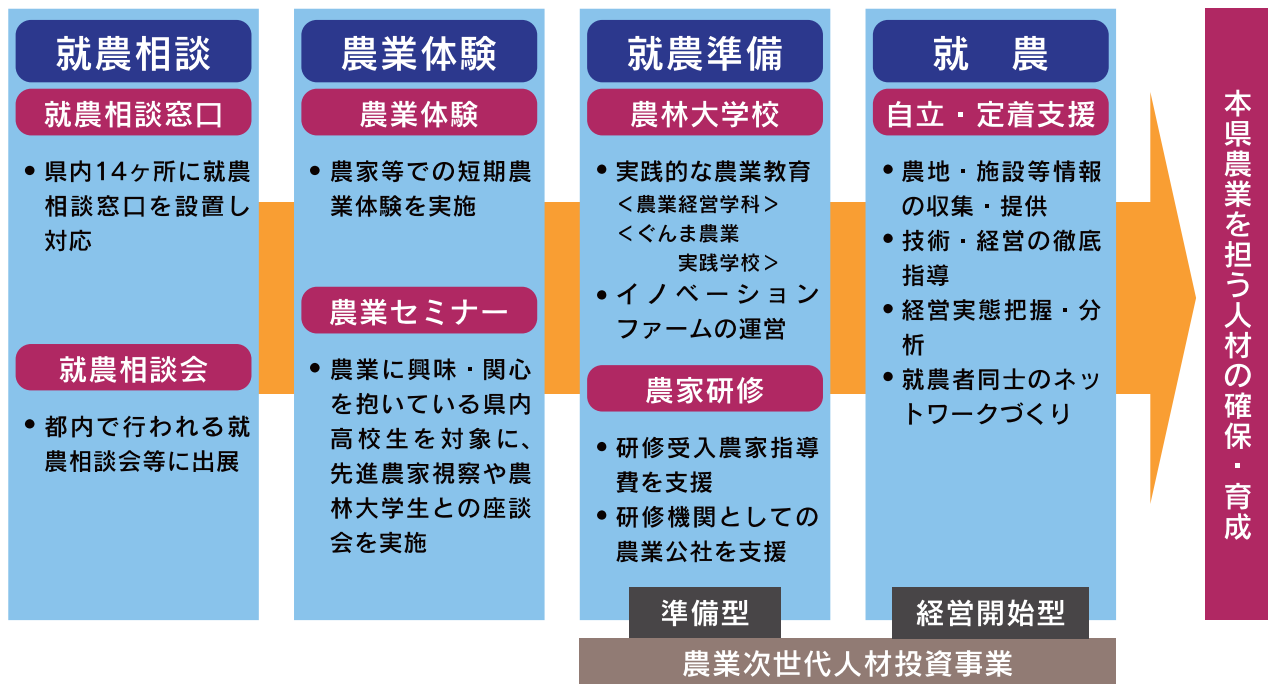 就農相談
就農相談窓口
• 県内14ヶ所に就農
相談窓口を設置し
対応
就農相談会
• 都内で行われる就
農相談会等に出展
農業体験
農業体験
• 農家等での短期農
業体験を実施
農業セミナー
• 農業に興味・関心
を抱いている県内
高校生を対象に、
先進農家視察や農
林大学生との座談
会を実施
就農準備
農林大学校
• 実践的な農業教育
＜農業経営学科＞
＜ぐんま農業
実践学校＞
• イノベーション
ファームの運営
農家研修
• 研修受入農家指導
費を支援
• 研修機関としての
農業公社を支援
準備型
就　農
自立・定着支援
• 農地・施設等情報
の収集・提供
• 技術・経営の徹底
指導
• 経営実態把握・分
析
• 就農者同士のネッ
トワークづくり
経営開始型
農業次世代人材投資事業
本県農業を担う人材の確保・育成